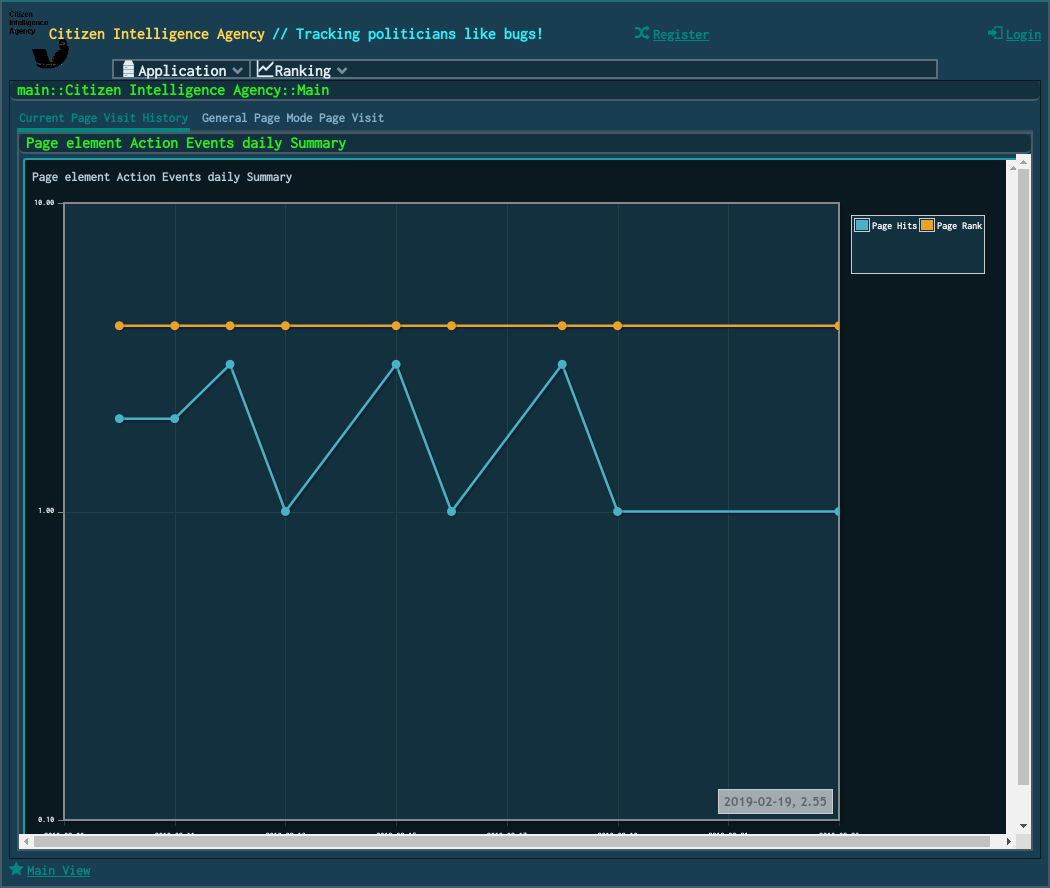 Citizen
Intelligence
Agency
Citizen Intelligence Agency // Tracking politicians like bugs!
Register
Login
Application
Ranking
main::Citizen Intelligence Agency::Main
Current Page Visit History
General Page Mode Page Visit
Page element Action Events daily Summary
Page element Action Events daily Summary
10.00
Page Hits
Page Rank
1.00
2019-02-19, 2.55
0.10
Main View